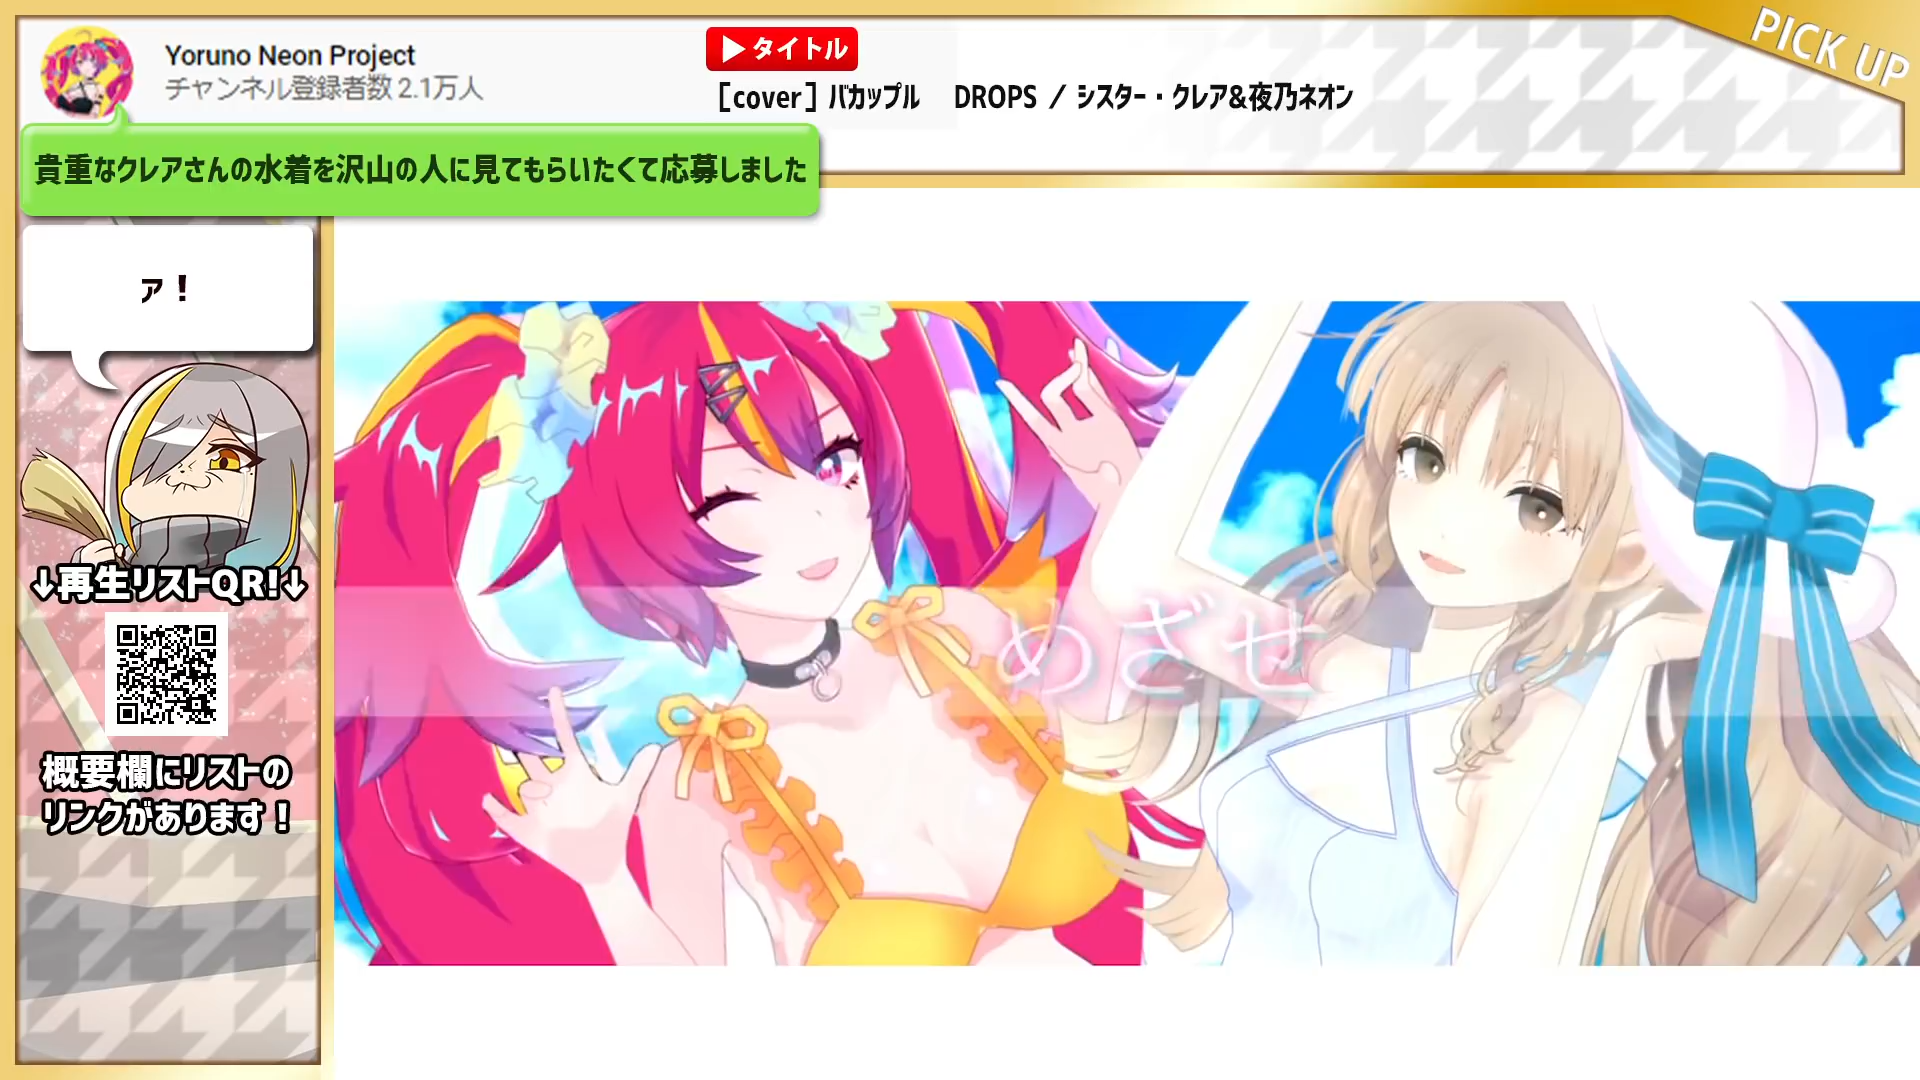 Yoruno Neon Project
チャンネル登録者数 2.1万人
▶タイトル
[cover] バカップル　DROPS / シスター・クレア&夜乃ネオン
PICK UP
貴重なクレアさんの水着を沢山の人に見てもらいたくて応募しました
ァ！
↓再生リストQR!↓
概要欄にリストの
リンクがあります！
めざせ